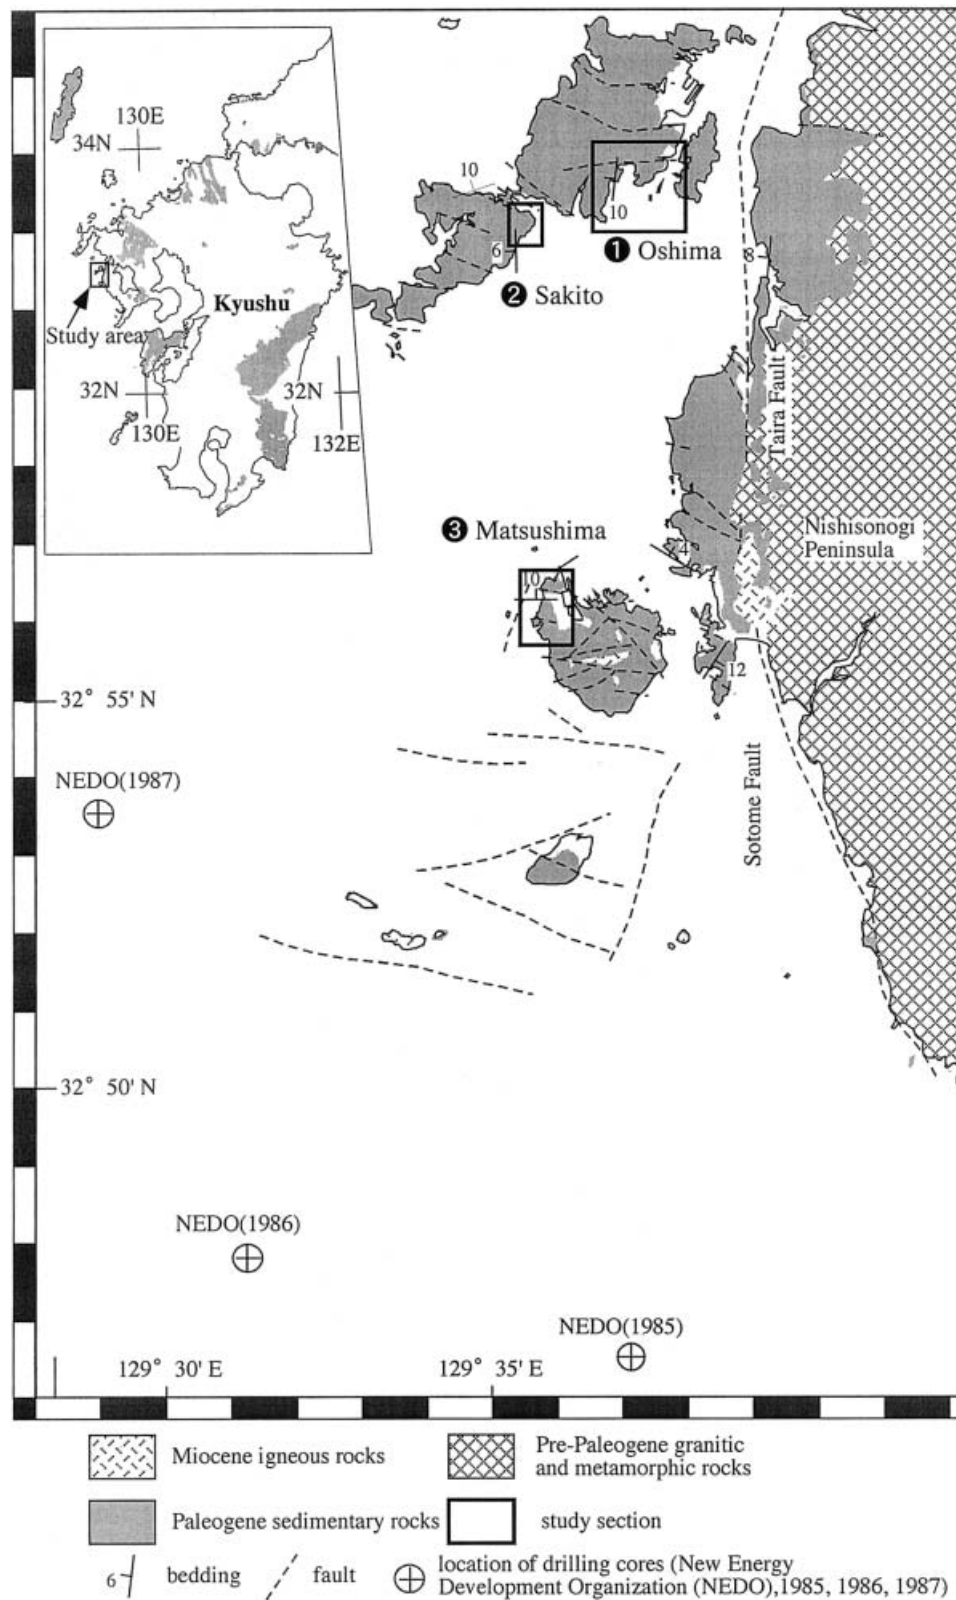 130E
34N
Kyushu
Study area
32N
130E
32N
132E
10
6
10
❶ Oshima
❷ Sakito
8
Taira Fault
❸ Matsushima
Nishisonogi
Peninsula
4
10
11
12
32° 55' N
NEDO(1987)
Sotome Fault
32° 50' N
NEDO(1986)
NEDO(1985)
129° 30' E
129° 35' E
Miocene igneous rocks
Pre-Paleogene granitic
and metamorphic rocks
Paleogene sedimentary rocks
study section
6
bedding
fault
location of drilling cores (New Energy
Development Organization (NEDO),1985, 1986, 1987)